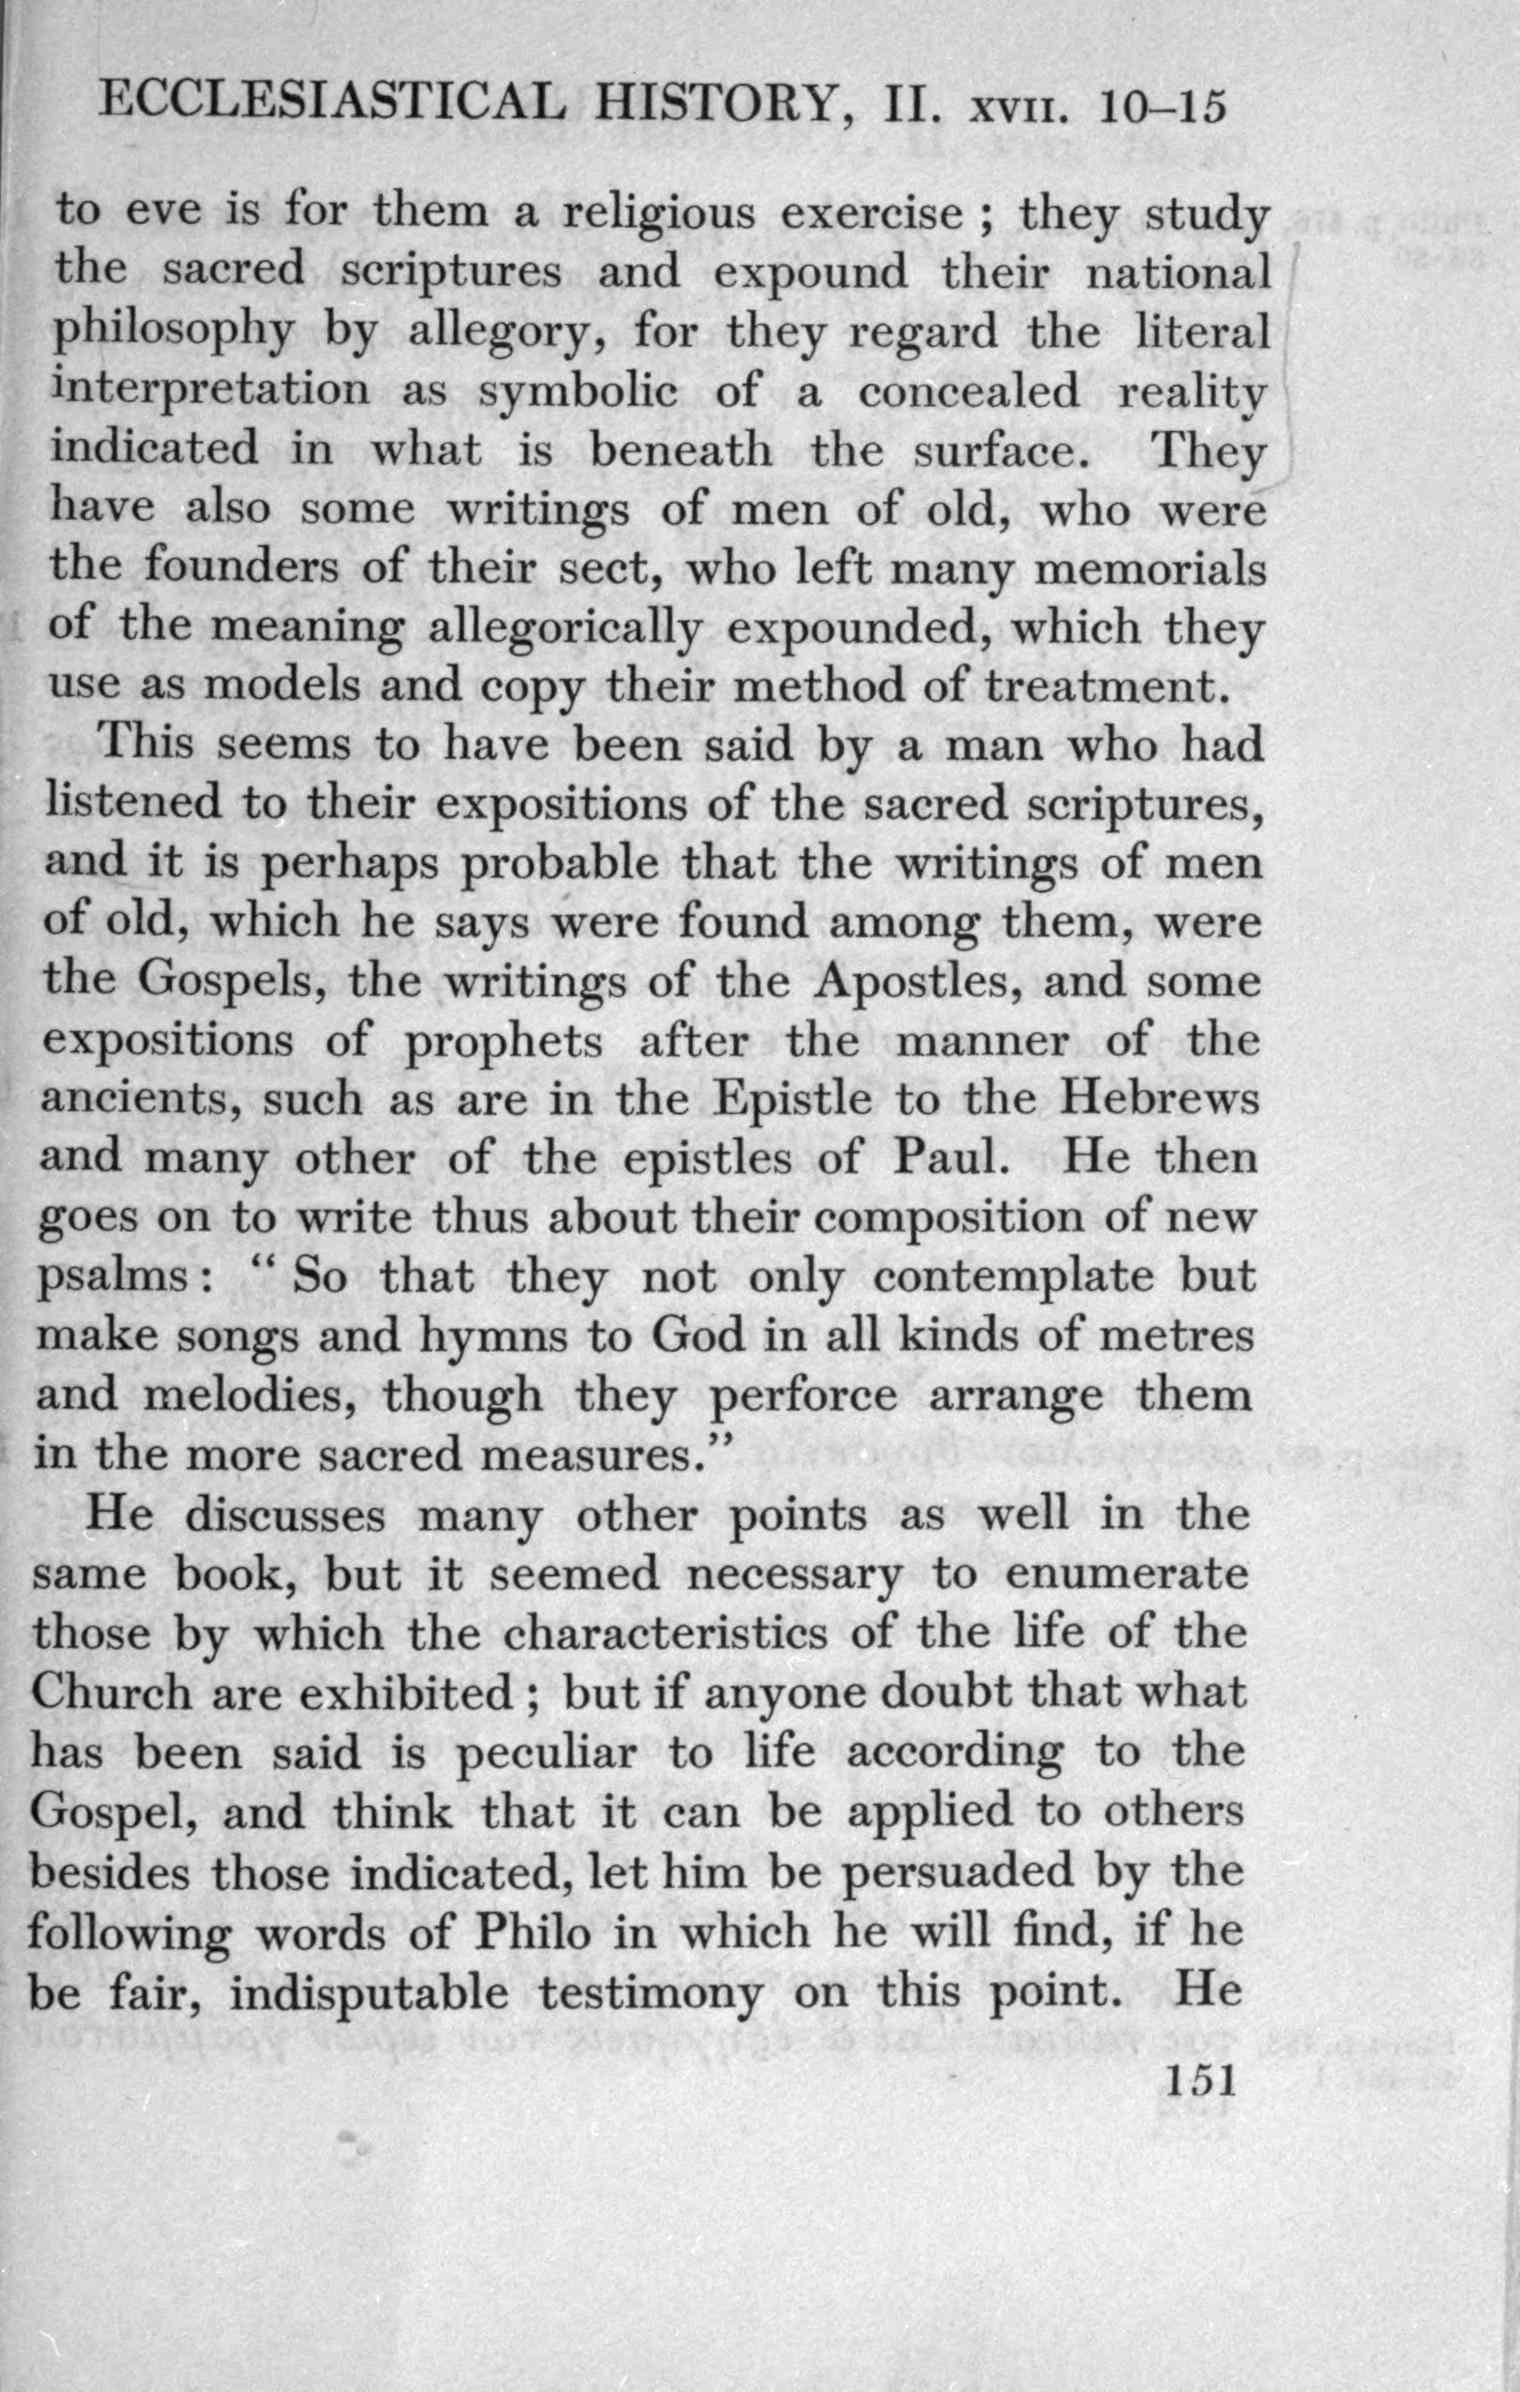 ECCLESIASTICAL HISTORY, II. XVII. 10–15
to eve is for them a religious exercise ; they study
the sacred scriptures and expound their national
philosophy by allegory, for they regard the literal
interpretation as symbolic of a concealed reality
indicated in what is beneath the surface. They
have also some writings of men of old, who were
the founders of their sect, who left many memorials
of the meaning allegorically expounded, which they
use as models and copy their method of treatment.
This seems to have been said by a man who had
listened to their expositions of the sacred scriptures,
and it is perhaps probable that the writings of men
of old, which he says were found among them, were
the Gospels, the writings of the Apostles, and some
expositions of prophets after the manner of the
ancients, such as are in the Epistle to the Hebrews
and many other of the epistles of Paul. He then
goes on to write thus about their composition of new
psalms : “ So that they not only contemplate but
make songs and hymns to God in all kinds of metres
and melodies, though they perforce arrange them
in the more sacred measures.”
He discusses many other points as well in the
same book, but it seemed necessary to enumerate
those by which the characteristics of the life of the
Church are exhibited ; but if anyone doubt that what
has been said is peculiar to life according to the
Gospel, and think that it can be applied to others
besides those indicated, let him be persuaded by the
following words of Philo in which he will find, if he
be fair, indisputable testimony on this point. He
151